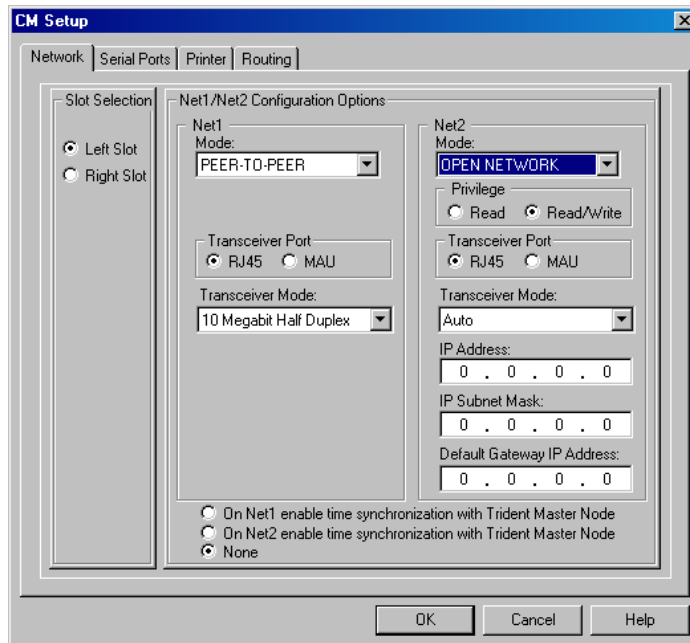 CM Setup
Network
Serial Ports
Printer
Routing
Slot Selection
Left Slot
Right Slot
Net1/Net2 Configuration Options
Net1
Mode:
PEER-TO-PEER
Transceiver Port
RJ45
MAU
Transceiver Mode:
10 Megabit Half Duplex
Net2
Mode:
OPEN NETWORK
Privilege
Read
Read/Write
Transceiver Port
RJ45
MAU
Transceiver Mode:
Auto
IP Address:
0 . 0 . 0 . 0
IP Subnet Mask:
0 . 0 . 0 . 0
Default Gateway IP Address:
0 . 0 . 0 . 0
On Net1 enable time synchronization with Trident Master Node
On Net2 enable time synchronization with Trident Master Node
None
OK
Cancel
Help